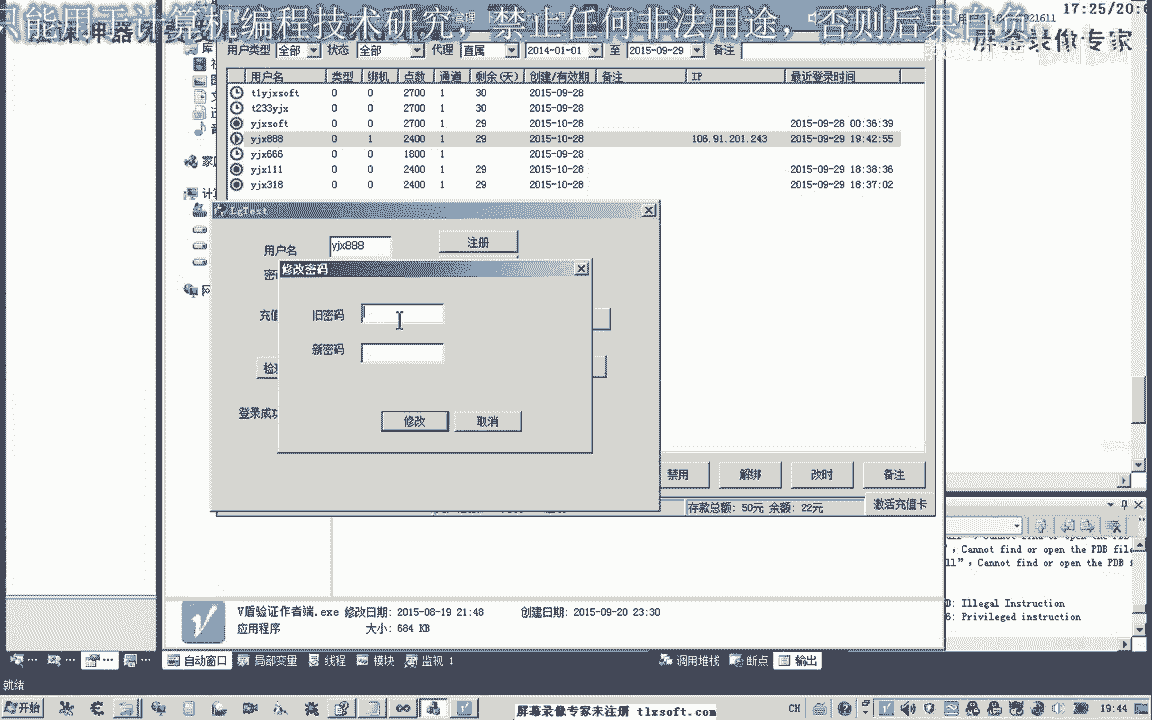 只能用于计算机编程技术研究，禁止任何非法用途，否则后果自负
17:25/20:
屏幕录像专家
用户类型 全部 状态 全部 代理 直属 2014-01-01 至 2015-09-29 备注
用户名 类型 绑机 点数 通道 剩余(天) 创建/有效期 备注 IP 最近登录时间
t1yjxsoft 0 0 2700 1 30 2015-09-28
t233yjx 0 0 2700 1 30 2015-09-28
yjxsoft 0 0 2700 1 29 2015-10-28 2015-09-28 00:36:39
yjx888 0 1 2400 1 29 2015-10-28 106.91.201.243 2015-09-29 19:42:55
yjx666 0 0 1800 1 2015-09-28
yjx111 0 0 2400 1 29 2015-10-28 2015-09-29 18:38:36
yjx318 0 0 2400 1 29 2015-10-28 2015-09-29 18:37:02
用户名 yjx888 注册
修改密码
旧密码
新密码
登录成功
修改 取消
禁用 解绑 改时 备注
存款总额: 50元 余额: 22元 激活充值卡
, Cannot find or open the PDB file
ll", Cannot find or open the PDB f
: Illegal Instruction
: Privileged instruction
V盾验证作者端.exe 修改日期: 2015-08-19 21:48 创建日期: 2015-09-20 23:30
应用程序 大小: 684 KB
自动窗口 局部变量 线程 模块 监视 1 调用堆栈 断点 输出
就绪
开始 屏幕录像专家未注册 tlxsoft.com CH 19:44